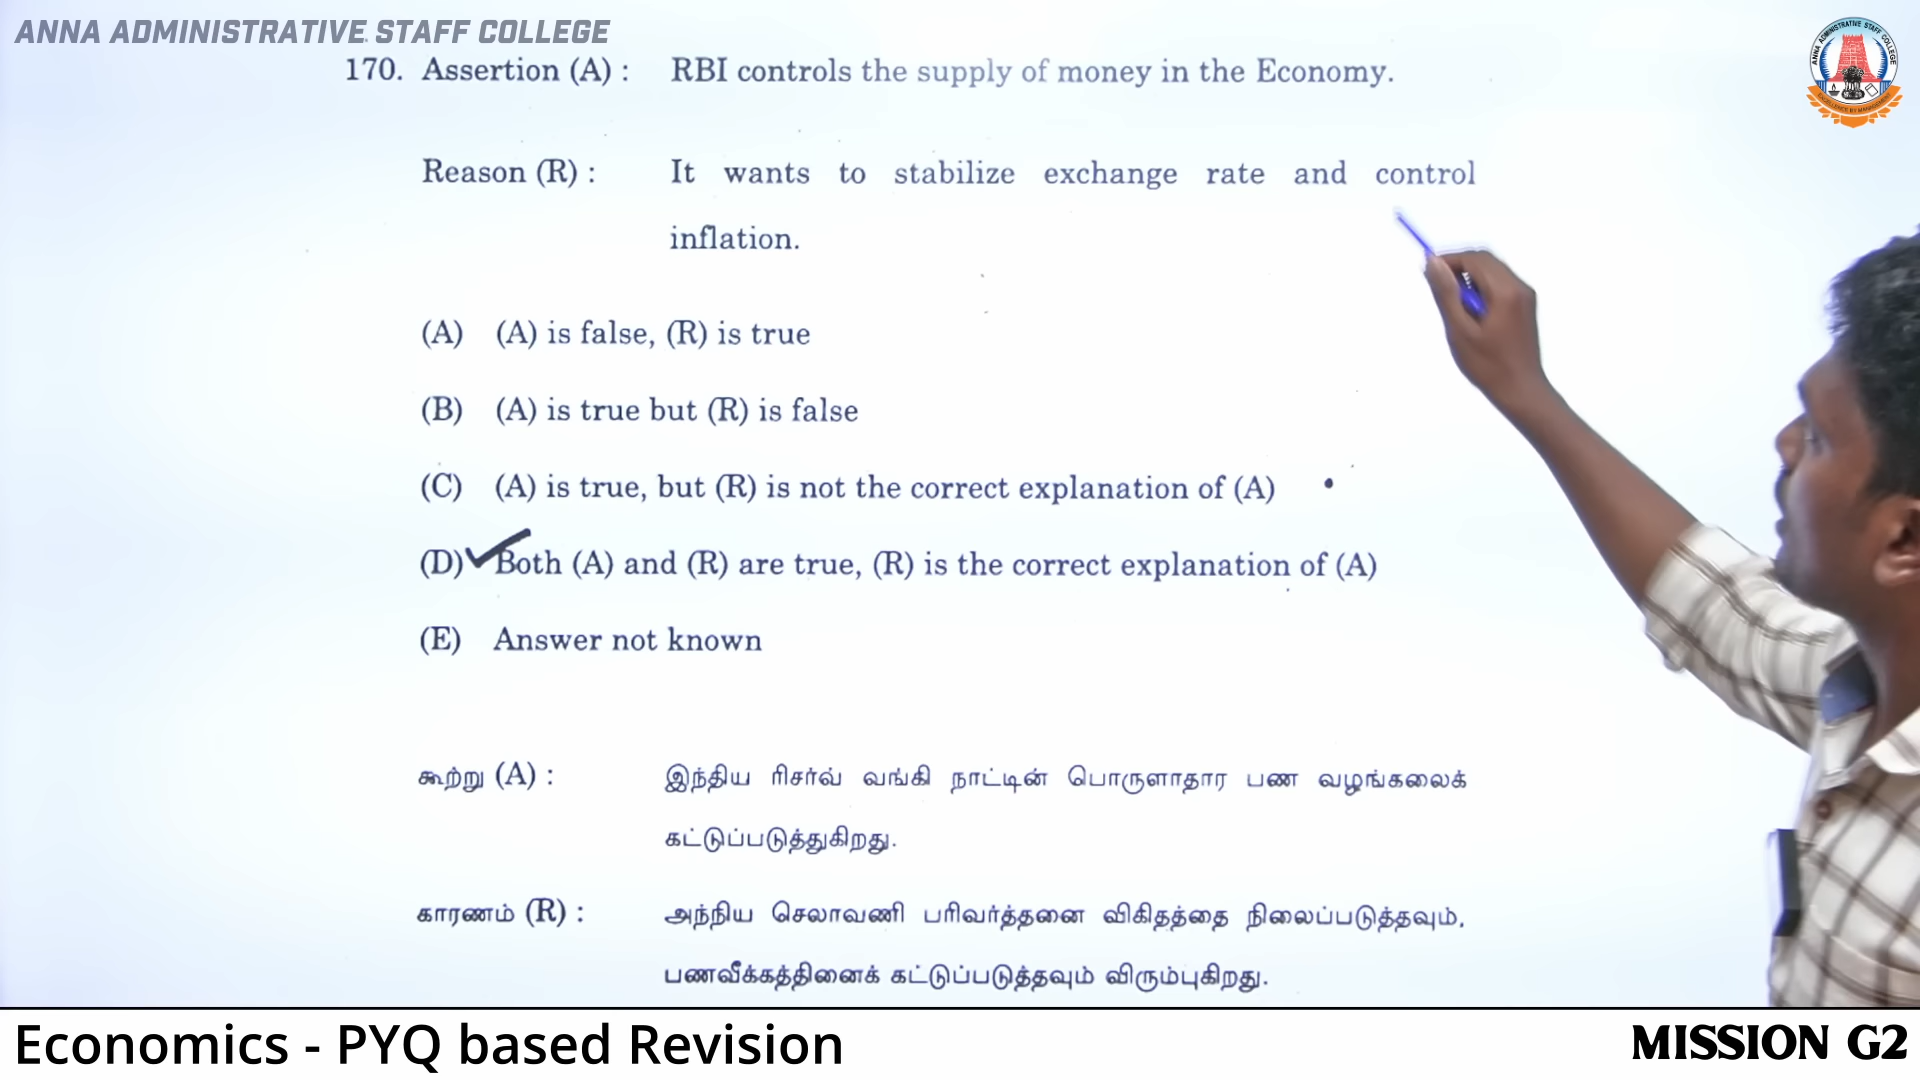 ANNA ADMINISTRATIVE STAFF COLLEGE
170. Assertion (A) : RBI controls the supply of money in the Economy.
Reason (R) : It wants to stabilize exchange rate and control
inflation.
(A) (A) is false, (R) is true
(B) (A) is true but (R) is false
(C) (A) is true, but (R) is not the correct explanation of (A)
(D) Both (A) and (R) are true, (R) is the correct explanation of (A)
(E) Answer not known
கூற்று (A) : இந்திய ரிசர்வ் வங்கி நாட்டின் பொருளாதார பண வழங்கலைக்
கட்டுப்படுத்துகிறது.
காரணம் (R) : அந்நிய செலாவணி பரிவர்த்தனை விகிதத்தை நிலைப்படுத்தவும்,
பணவீக்கத்தினைக் கட்டுப்படுத்தவும் விரும்புகிறது.
Economics - PYQ based Revision
MISSION G2